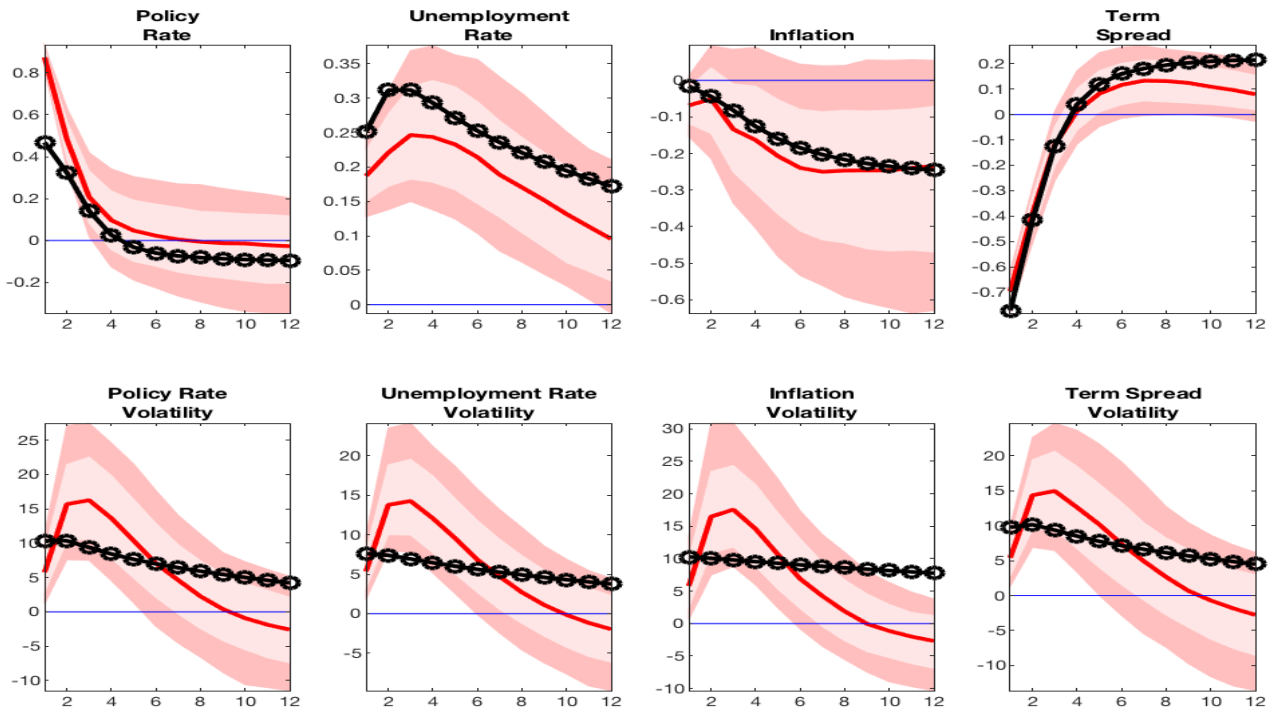 Policy
Rate
0.8
0.6
0.4
0.2
0
-0.2
2 4 6 8 10 12
Unemployment
Rate
0.35
0.3
0.25
0.2
0.15
0.1
0.05
0
2 4 6 8 10 12
Inflation
0
-0.1
-0.2
-0.3
-0.4
-0.5
-0.6
2 4 6 8 10 12
Term
Spread
0.2
0.1
0
-0.1
-0.2
-0.3
-0.4
-0.5
-0.6
-0.7
2 4 6 8 10 12
Policy Rate
Volatility
25
20
15
10
5
0
-5
-10
2 4 6 8 10 12
Unemployment Rate
Volatility
20
15
10
5
0
-5
2 4 6 8 10 12
Inflation
Volatility
30
25
20
15
10
5
0
-5
-10
2 4 6 8 10 12
Term Spread
Volatility
20
15
10
5
0
-5
-10
2 4 6 8 10 12